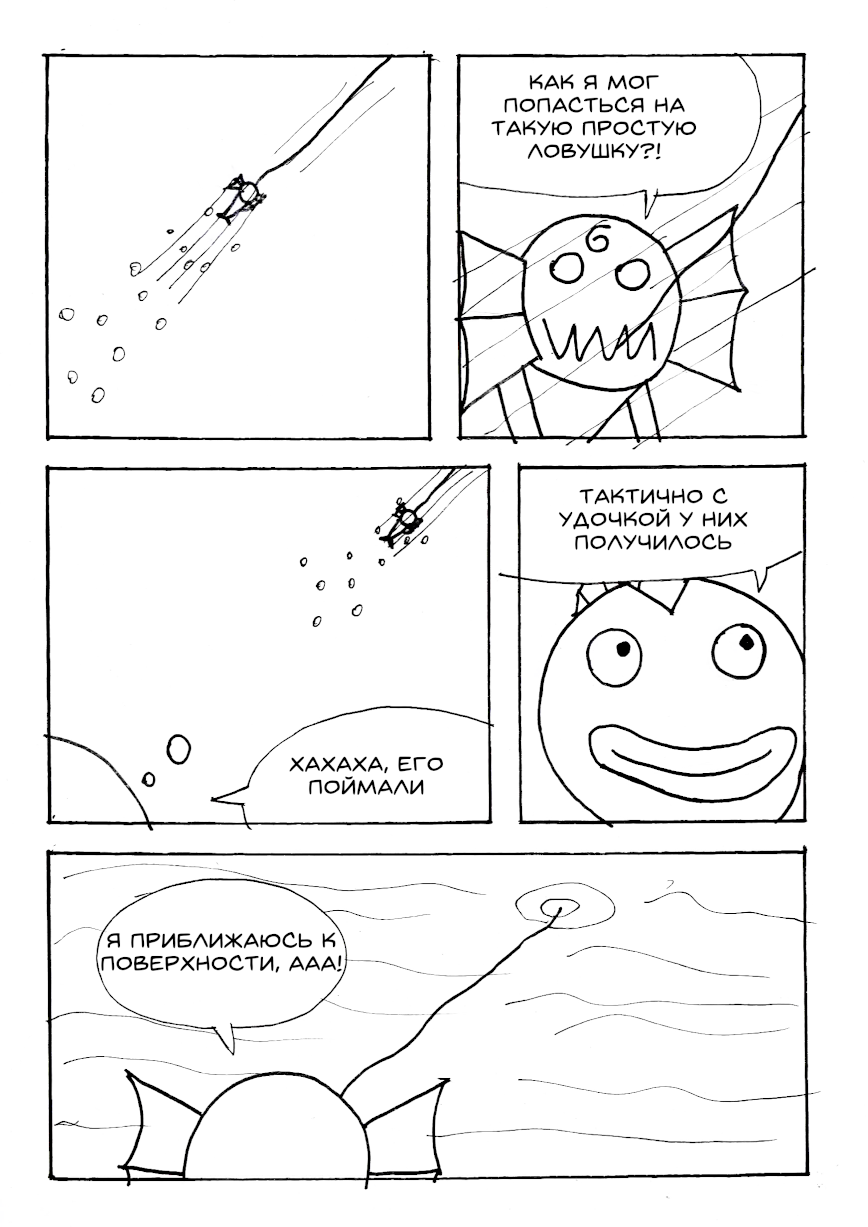 КАК Я МОГ
ПОПАСТЬСЯ НА
ТАКУЮ ПРОСТУЮ
ЛОВУШКУ?!
ХАХАХА, ЕГО
ПОЙМАЛИ
ТАКТИЧНО С
УДОЧКОЙ У НИХ
ПОЛУЧИЛОСЬ
Я ПРИБЛИЖАЮСЬ К
ПОВЕРХНОСТИ, ААА!